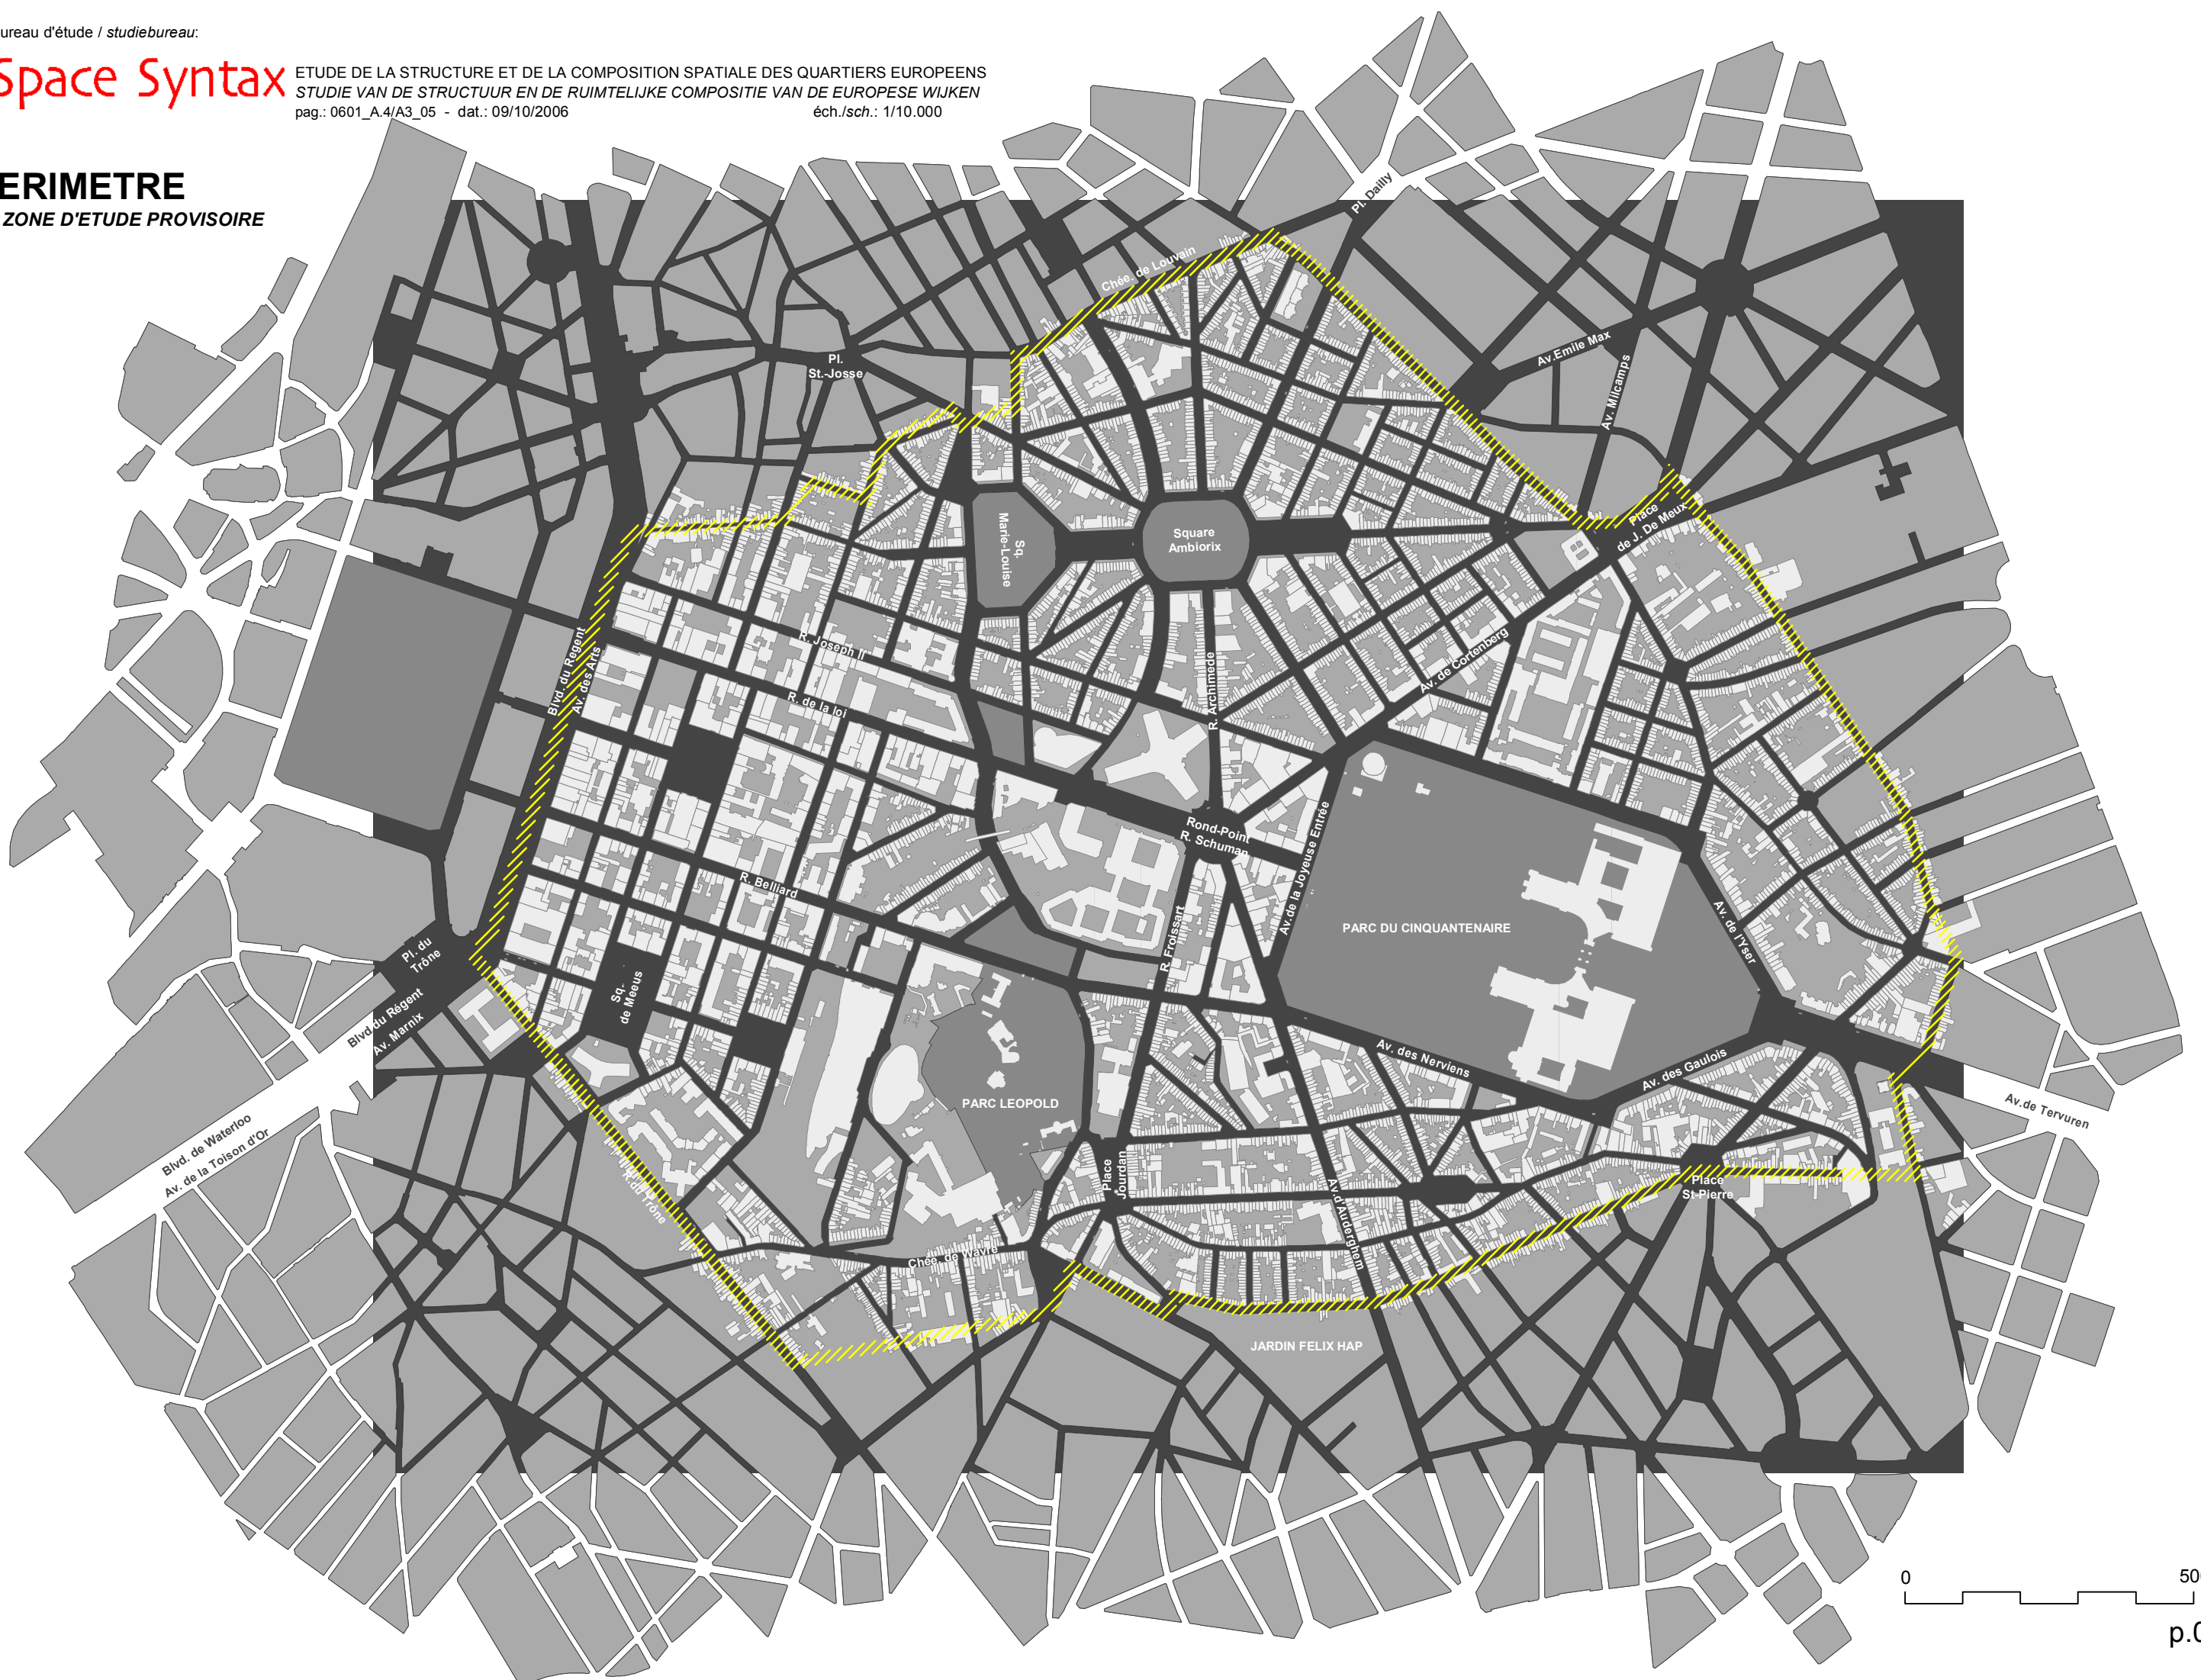 ureau d'étude / studiebureau:
Space Syntax
ETUDE DE LA STRUCTURE ET DE LA COMPOSITION SPATIALE DES QUARTIERS EUROPEENS
STUDIE VAN DE STRUCTUUR EN DE RUIMTELIJKE COMPOSITIE VAN DE EUROPESE WIJKEN
pag.: 0601_A.4/A3_05 - dat.: 09/10/2006
éch./sch.: 1/10.000
ERIMETRE
ZONE D'ETUDE PROVISOIRE
Pl. Dailly
Chée. de Louvain
Pl.
St.-Josse
Av.Emile Max
Av. Milcamps
Place
de J. De Meux
Sq.
Marie-Louise
Square
Ambiorix
R. Joseph II
Blvd. du Regent
Av. des Arts
R. de la loi
R. Archimede
Av. de Cortenberg
Rond-Point
R. Schuman
Av.de la Joyeuse Entrée
R. Belliard
R. Froissart
PARC DU CINQUANTENAIRE
Av. de l'Yser
Pl. du
Trône
Sq.
de Meeus
Blvd du Régent
Av. Marnix
Av. des Nerviens
Av. des Gaulois
PARC LEOPOLD
Av.de Tervuren
Blvd. de Waterloo
Av. de la Toison d'Or
R.du Trône
Place
Jourdan
Av.d'Auderghem
Place
St-Pierre
Chée. de Wavre
JARDIN FELIX HAP
0
50
p.0